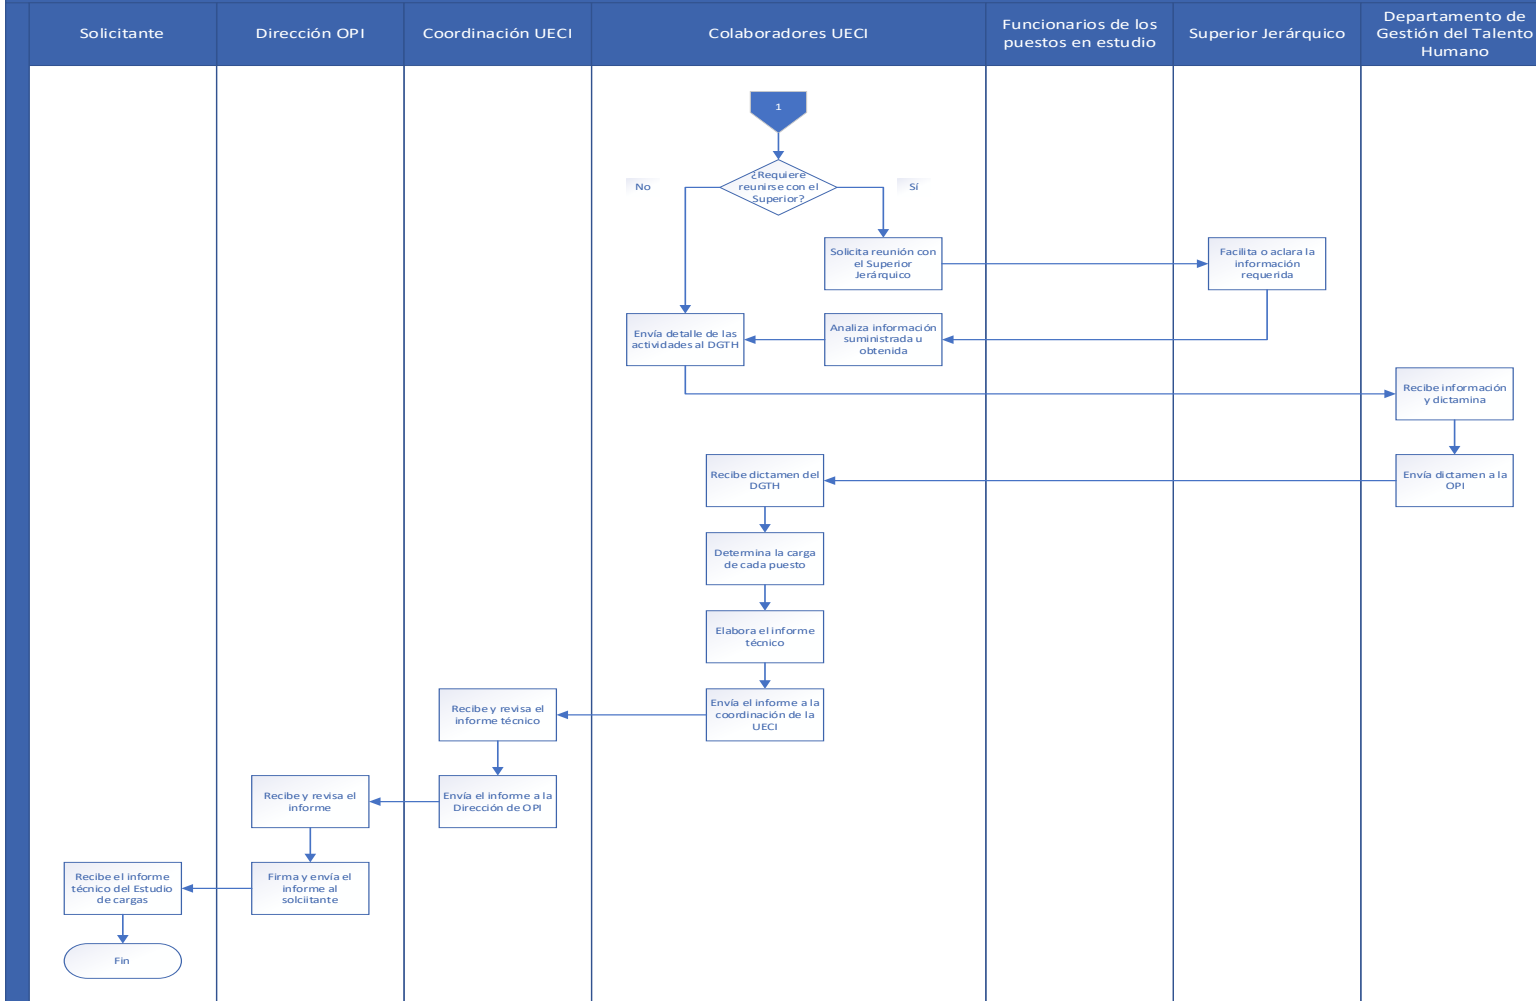 Solicitante
Dirección OPI
Coordinación UECI
Colaboradores UECI
Funcionarios de los
puestos en estudio
Superior Jerárquico
Departamento de
Gestión del Talento
Humano
1
¿Requiere
reunirse con el
Superior?
No
Sí
Solicita reunión con
el Superior
Jerárquico
Facilita o aclara la
información
requerida
Envía detalle de las
actividades al DGTH
Analiza información
suministrada u
obtenida
Recibe información
y dictamina
Recibe dictamen del
DGTH
Envía dictamen a la
OPI
Determina la carga
de cada puesto
Elabora el informe
técnico
Recibe y revisa el
informe técnico
Envía el informe a la
coordinación de la
UECI
Recibe y revisa el
informe
Envía el informe a la
Dirección de OPI
Recibe el informe
técnico del Estudio
de cargas
Firma y envía el
informe al
solciitante
Fin